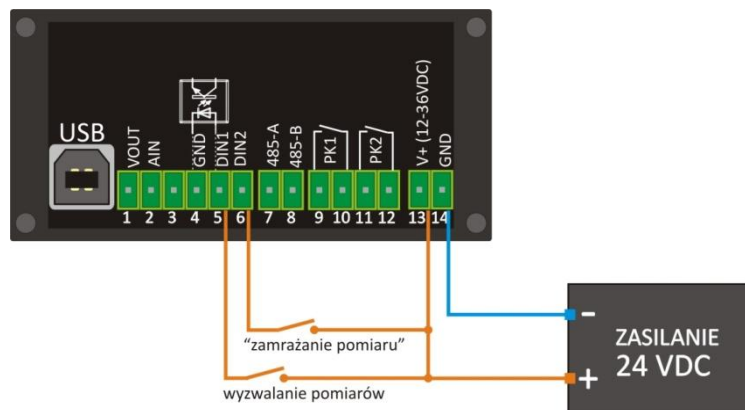 USB
VOUT
AIN
GND
DIN1
DIN2
485-A
485-B
PK1
PK2
V+ (12-36VDC)
GND
1 2 3 4 5 6 7 8 9 10 11 12 13 14
“zamrażanie pomiaru”
wyzwalanie pomiarów
-
ZASILANIE
24 VDC
+